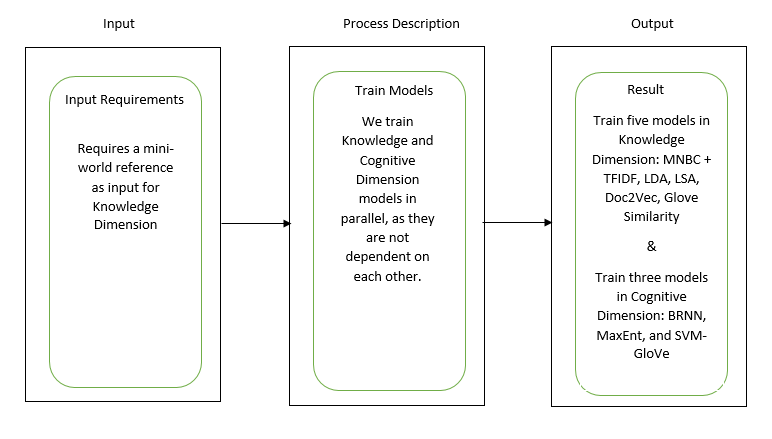 Input
Input Requirements
Requires a mini-
world reference
as input for
Knowledge
Dimension
Process Description
Train Models
We train
Knowledge and
Cognitive
Dimension
models in
parallel, as they
are not
dependent on
each other.
Output
Result
Train five models in
Knowledge
Dimension: MNBC +
TFIDF, LDA, LSA,
Doc2Vec, Glove
Similarity
&
Train three models
in Cognitive
Dimension: BRNN,
MaxEnt, and SVM-
GloVe